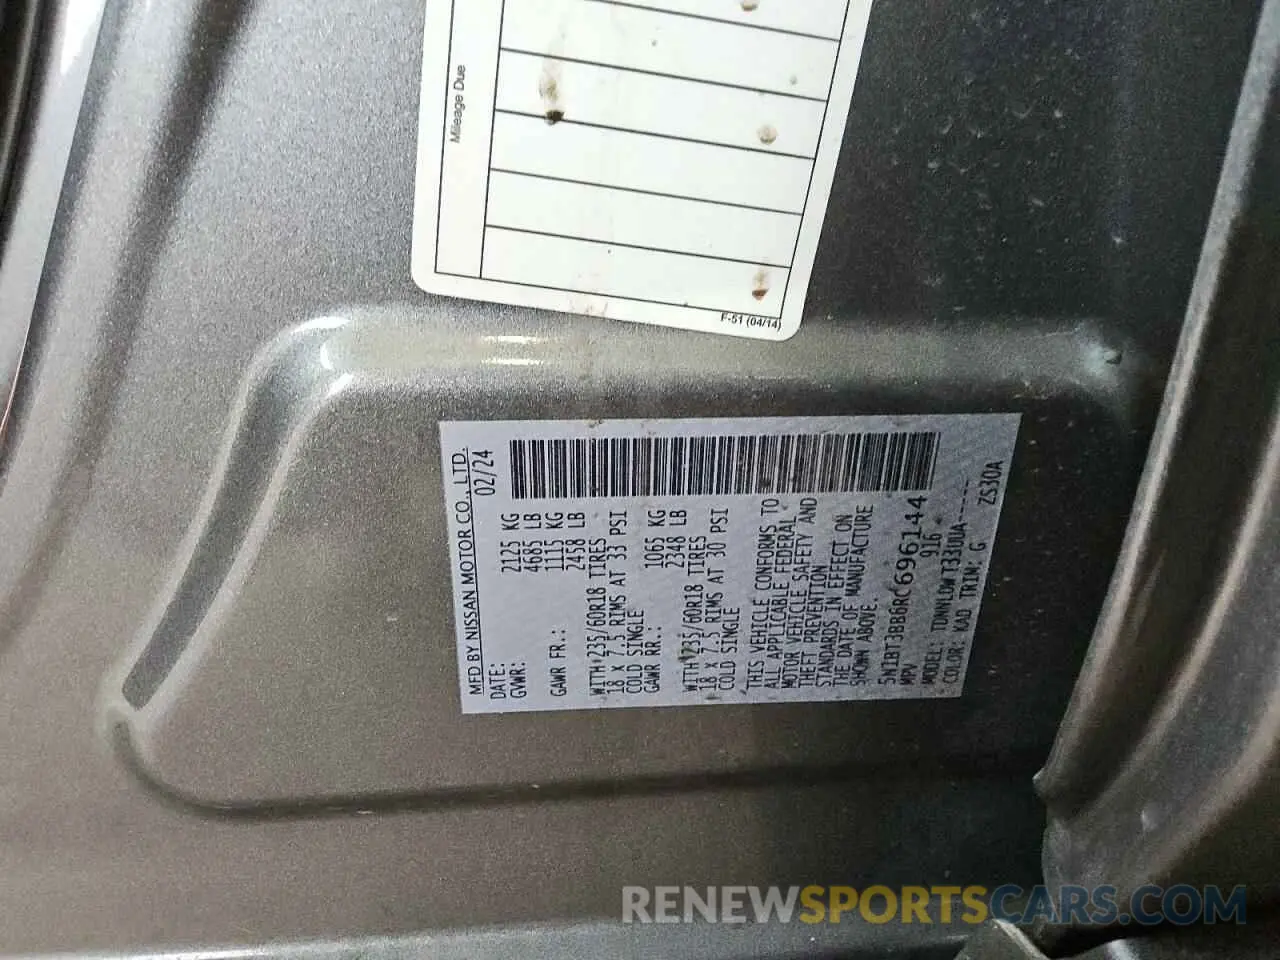 Mileage Due
F-51 (04/14)
MFD BY NISSAN MOTOR CO., LTD.
DATE: 02/24
GVWR: 2125 KG
4685 LB
GAWR FR.: 1115 KG
2458 LB
WITH 235/60R18 TIRES
18 X 7.5 RIMS AT 33 PSI
COLD SINGLE
GAWR RR.: 1065 KG
2348 LB
WITH 235/60R18 TIRES
18 X 7.5 RIMS AT 30 PSI
COLD SINGLE
THIS VEHICLE CONFORMS TO
ALL APPLICABLE FEDERAL
MOTOR VEHICLE SAFETY AND
THEFT PREVENTION
STANDARDS IN EFFECT ON
THE DATE OF MANUFACTURE
SHOWN ABOVE.
5N1BT3BB6RC696144
MPV 916
MODEL: TDNNLDW T33UUA-----
COLOR: KAD TRIM: G ZS30A
RENEWSPORTSCARS.COM